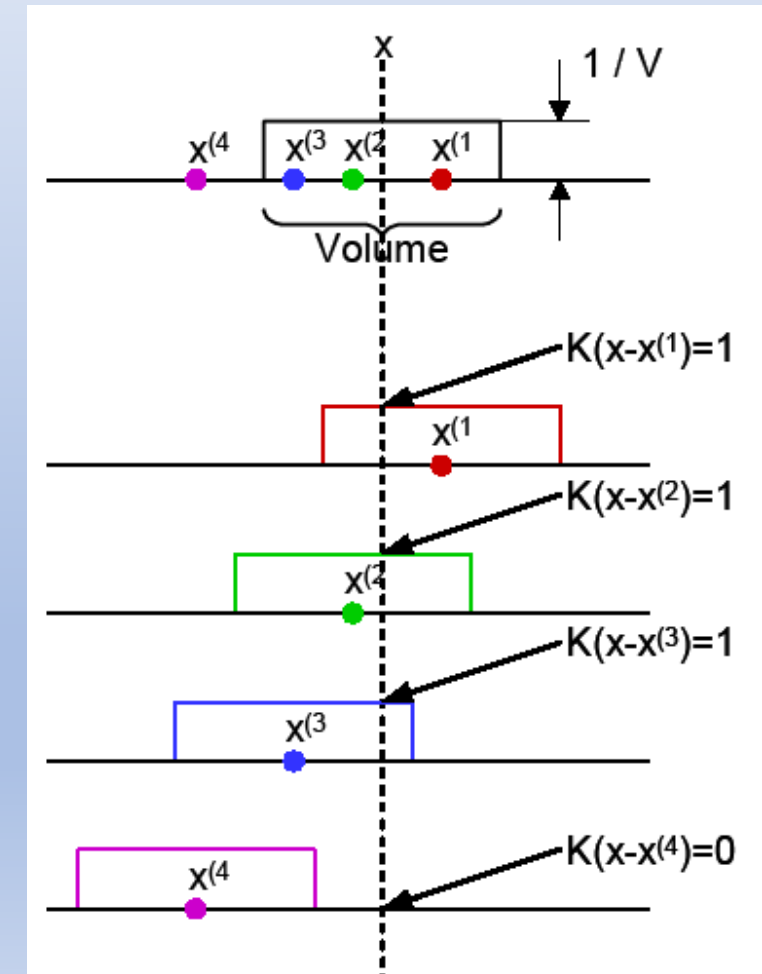 x
1 / V
x(4 x(3 x(2 x(1
Volume
K(x-x(1)=1
x(1
K(x-x(2)=1
x(2
K(x-x(3)=1
x(3
K(x-x(4)=0
x(4